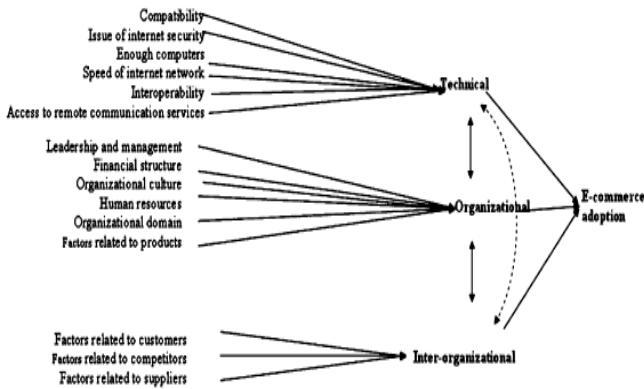 Compatibility
Issue of internet security
Enough computers
Speed of internet network
Interoperability
Access to remote communication services
Technical
Leadership and management
Financial structure
Organizational culture
Human resources
Organizational domain
Factors related to products
Organizational
E-commerce
adoption
Factors related to customers
Factors related to competitors
Factors related to suppliers
Inter-organizational